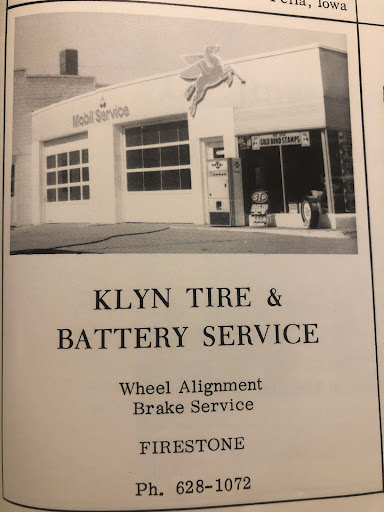 Pella, Iowa
Mobil Service
GOLD BOND STAMPS
STP
KLYN TIRE &
BATTERY SERVICE
Wheel Alignment
Brake Service
FIRESTONE
Ph. 628-1072